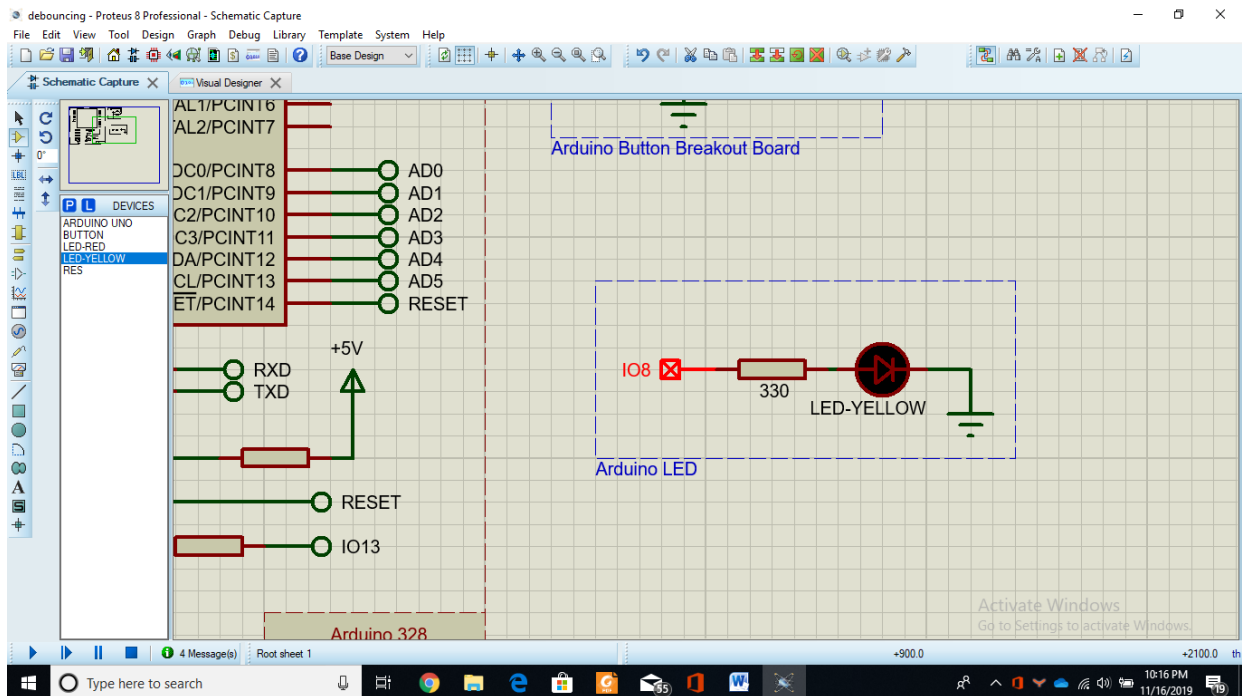 debouncing - Proteus 8 Professional - Schematic Capture
File Edit View Tool Design Graph Debug Library Template System Help
Base Design
Schematic Capture
Visual Designer
0°
LBL
P L DEVICES
ARDUINO UNO
BUTTON
LED-RED
LED-YELLOW
RES
A
S
AL1/PCINT6
AL2/PCINT7
DC0/PCINT8 AD0
DC1/PCINT9 AD1
C2/PCINT10 AD2
C3/PCINT11 AD3
DA/PCINT12 AD4
CL/PCINT13 AD5
ET/PCINT14 RESET
+5V
RXD
TXD
RESET
IO13
Arduino 328
Arduino Button Breakout Board
IO8
330
LED-YELLOW
Arduino LED
Activate Windows
Go to Settings to activate Windows.
4 Message(s) Root sheet 1 +900.0 +2100.0 th
Type here to search
55
W
10:16 PM
11/16/2019
19